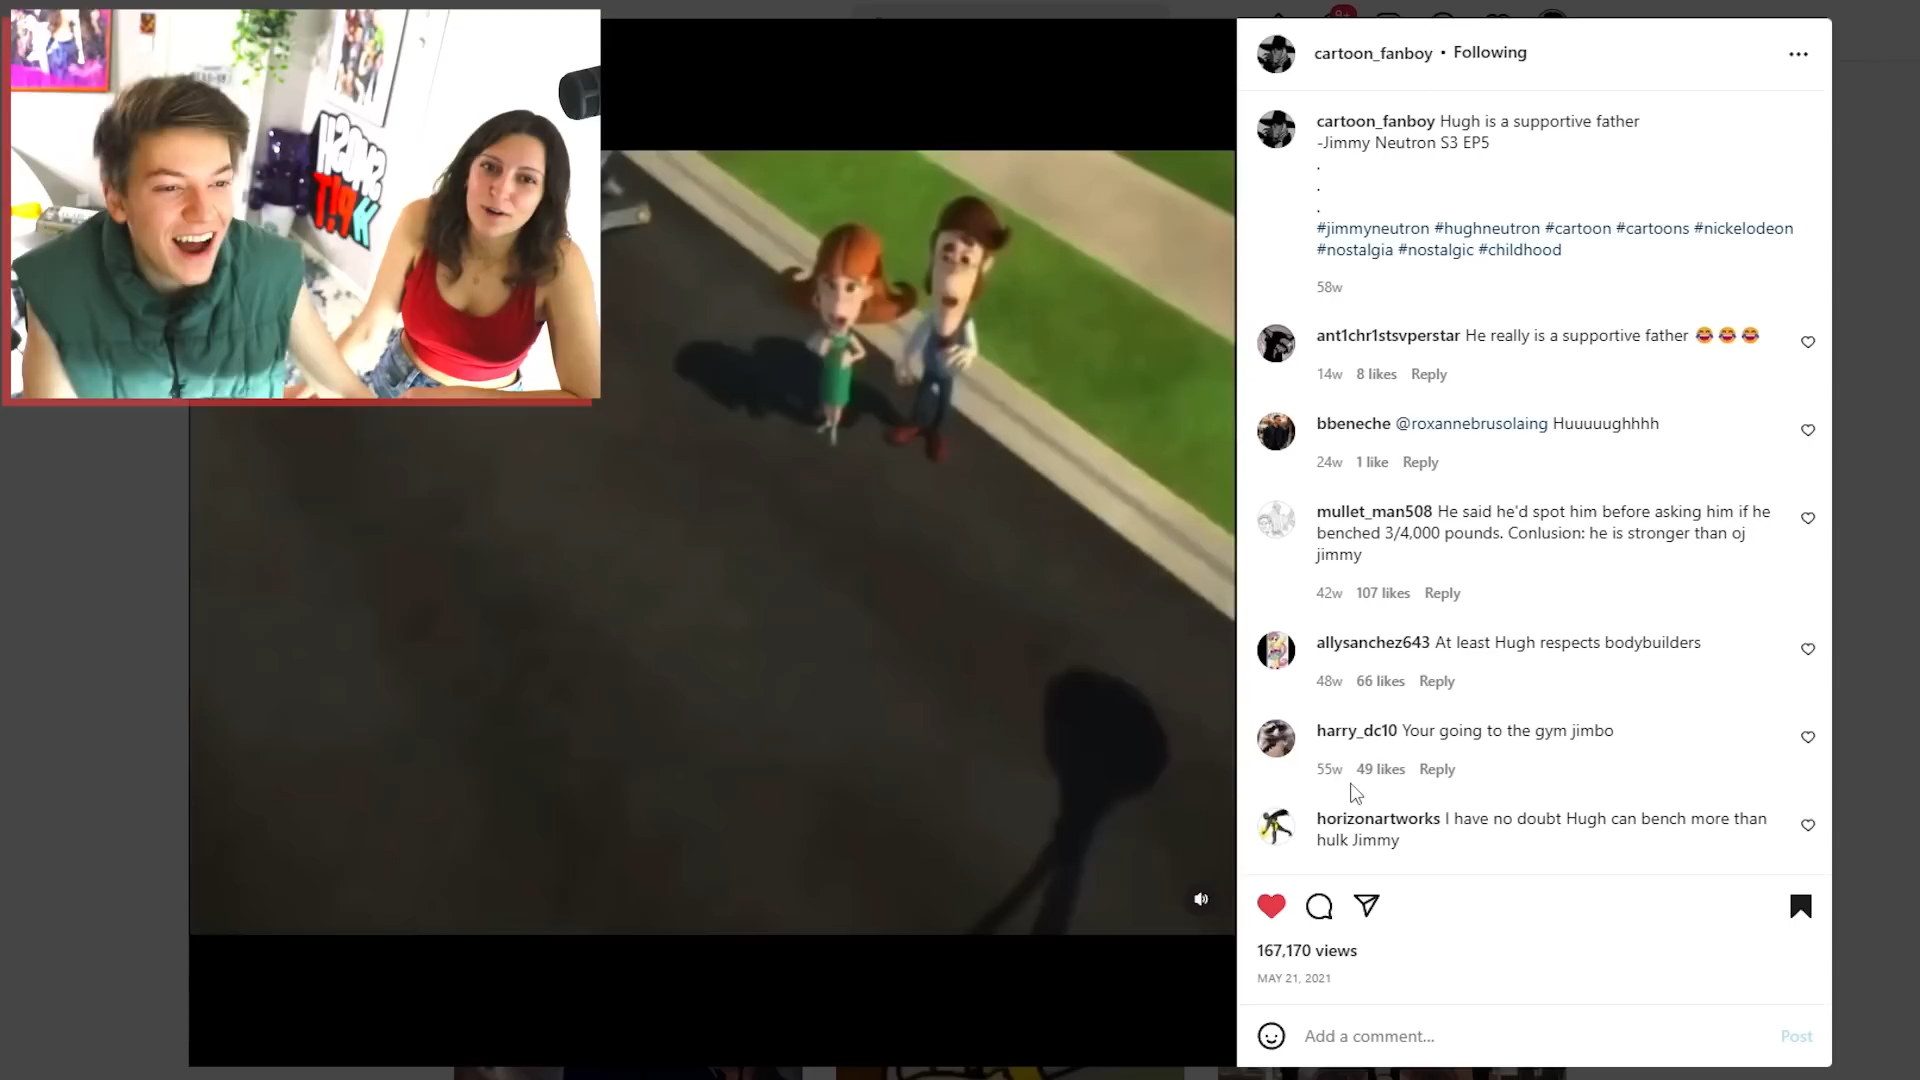 cartoon_fanboy • Following
cartoon_fanboy Hugh is a supportive father
-Jimmy Neutron S3 EP5
.
.
.
#jimmyneutron #hughneutron #cartoon #cartoons #nickelodeon
#nostalgia #nostalgic #childhood
58w
ant1chr1stsvperstar He really is a supportive father 😂 😂 😂
14w 8 likes Reply
bbeneche @roxannebrusolaing Huuuuughhhh
24w 1 like Reply
mullet_man508 He said he'd spot him before asking him if he
benched 3/4,000 pounds. Conlusion: he is stronger than oj
jimmy
42w 107 likes Reply
allysanchez643 At least Hugh respects bodybuilders
48w 66 likes Reply
harry_dc10 Your going to the gym jimbo
55w 49 likes Reply
horizonartworks I have no doubt Hugh can bench more than
hulk Jimmy
167,170 views
MAY 21, 2021
Add a comment...
Post